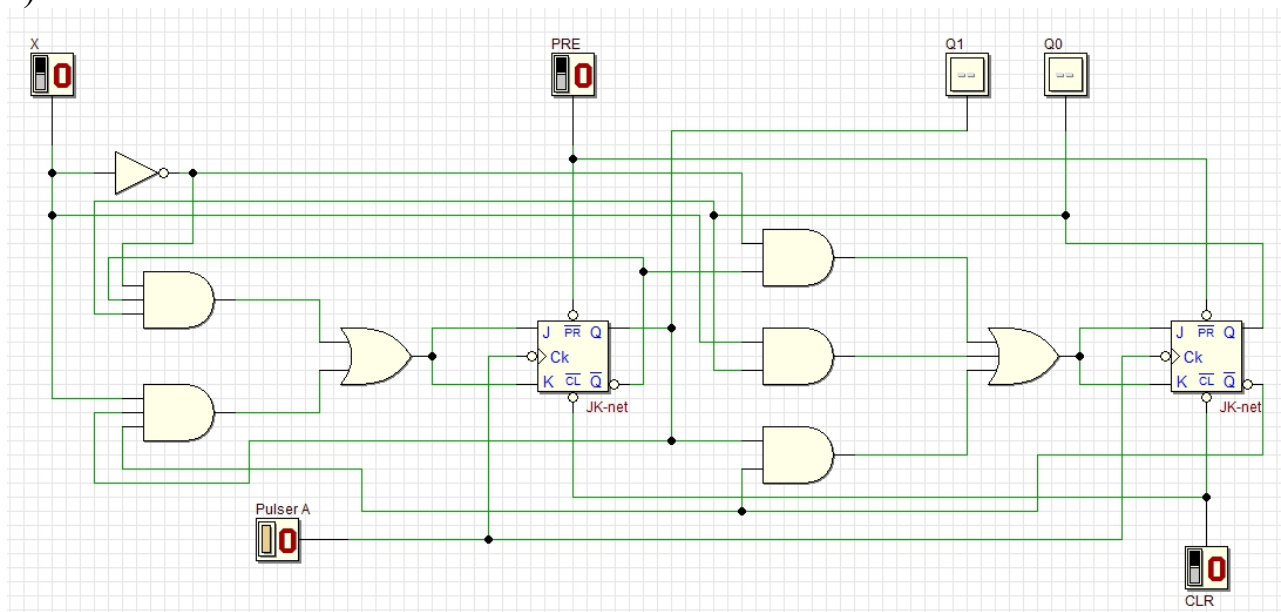 )
X
0
PRE
0
Q1
--
Q0
--
J PR Q
Ck
K CL Q
JK-net
J PR Q
Ck
K CL Q
JK-net
Pulser A
0
0
CLR